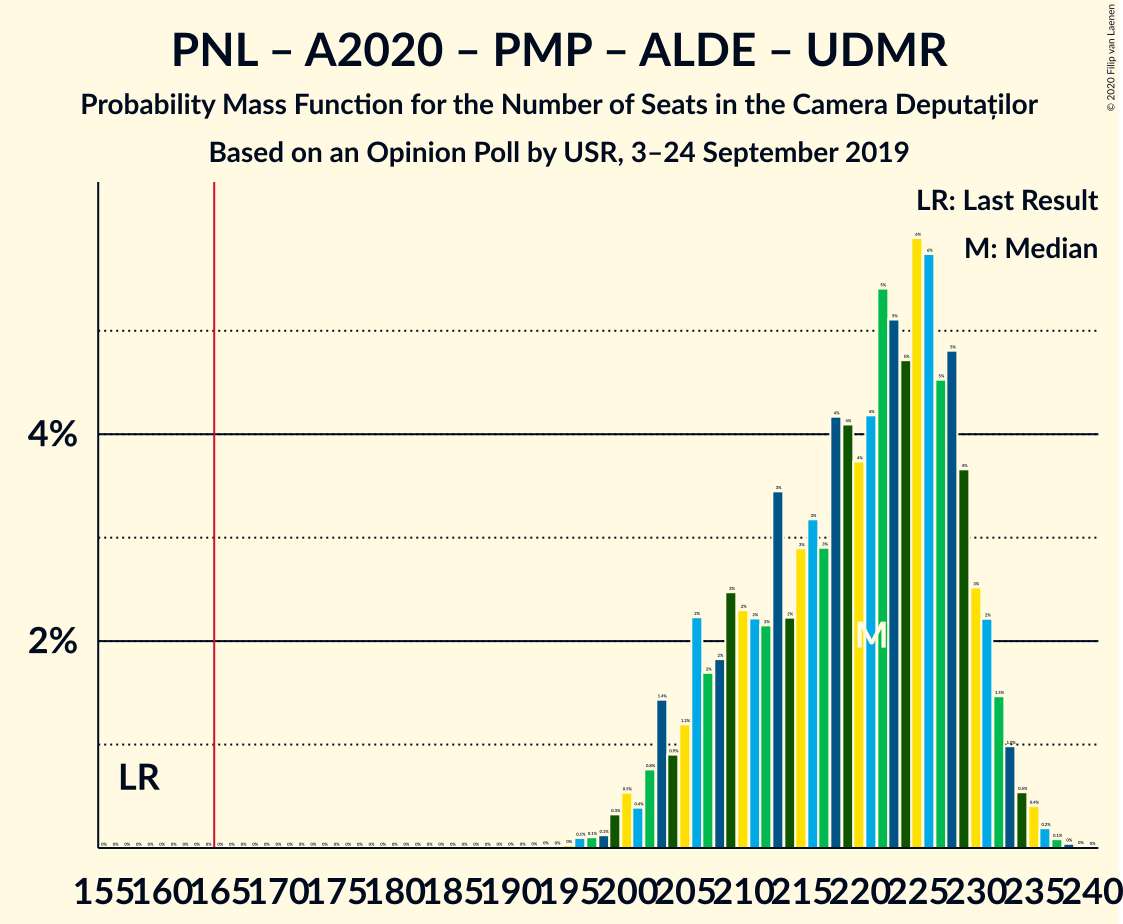 PNL – A2020 – PMP – ALDE – UDMR
Probability Mass Function for the Number of Seats in the Camera Deputaților
Based on an Opinion Poll by USR, 3–24 September 2019
© 2020 Filip van Laenen
LR: Last Result
M: Median
4%
2%
LR
M
155 160 165 170 175 180 185 190 195 200 205 210 215 220 225 230 235 240